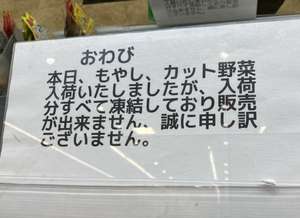 おわび
本日、もやし、カット野菜
入荷いたしましたが、入荷
分すべて凍結しており販売
が出来ません、誠に申し訳
ございません。